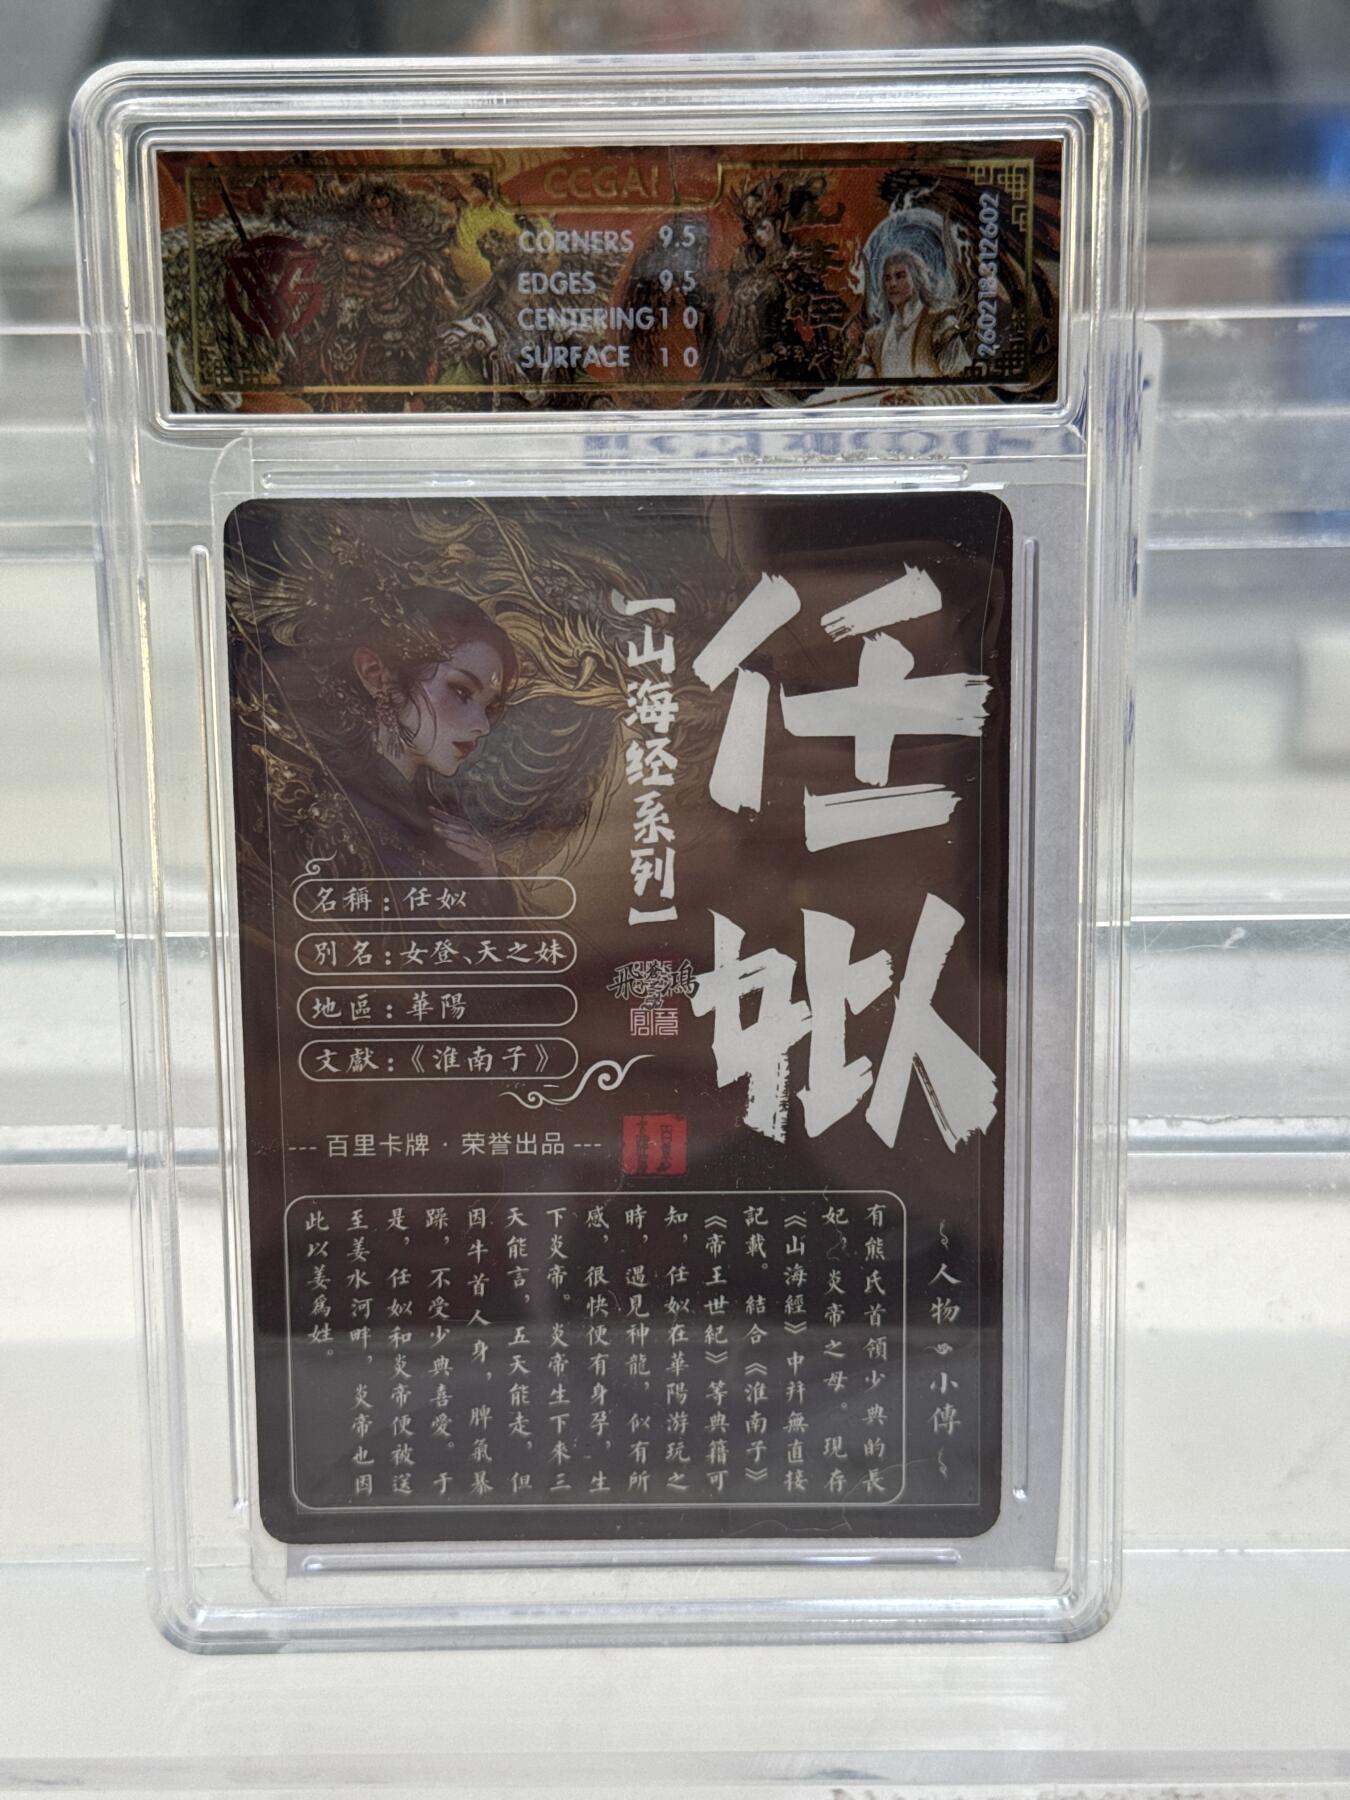 CCGAI
CORNERS 9.5
EDGES 9.5
CENTERING 10
SURFACE 10
2602182312602
任姒
【山海经系列】
飛鴻
名稱：任姒
別名：女登、天之妹
地區：華陽
文獻：《淮南子》
--- 百里卡牌 · 荣誉出品 ---
人物小傳
有熊氏首領少典的長
妃，炎帝之母。現存
《山海經》中幷無直接
記載。結合《淮南子》
《帝王世紀》等典籍可
知，任姒在華陽游玩之
時，遇見神龍，似有所
感，很快便有身孕，生
下炎帝。炎帝生下來三
天能言，五天能走，但
因牛首人身，脾氣暴
躁，不受少典喜愛。于
是，任姒和炎帝便被送
至姜水河畔，炎帝也因
此以姜爲姓。